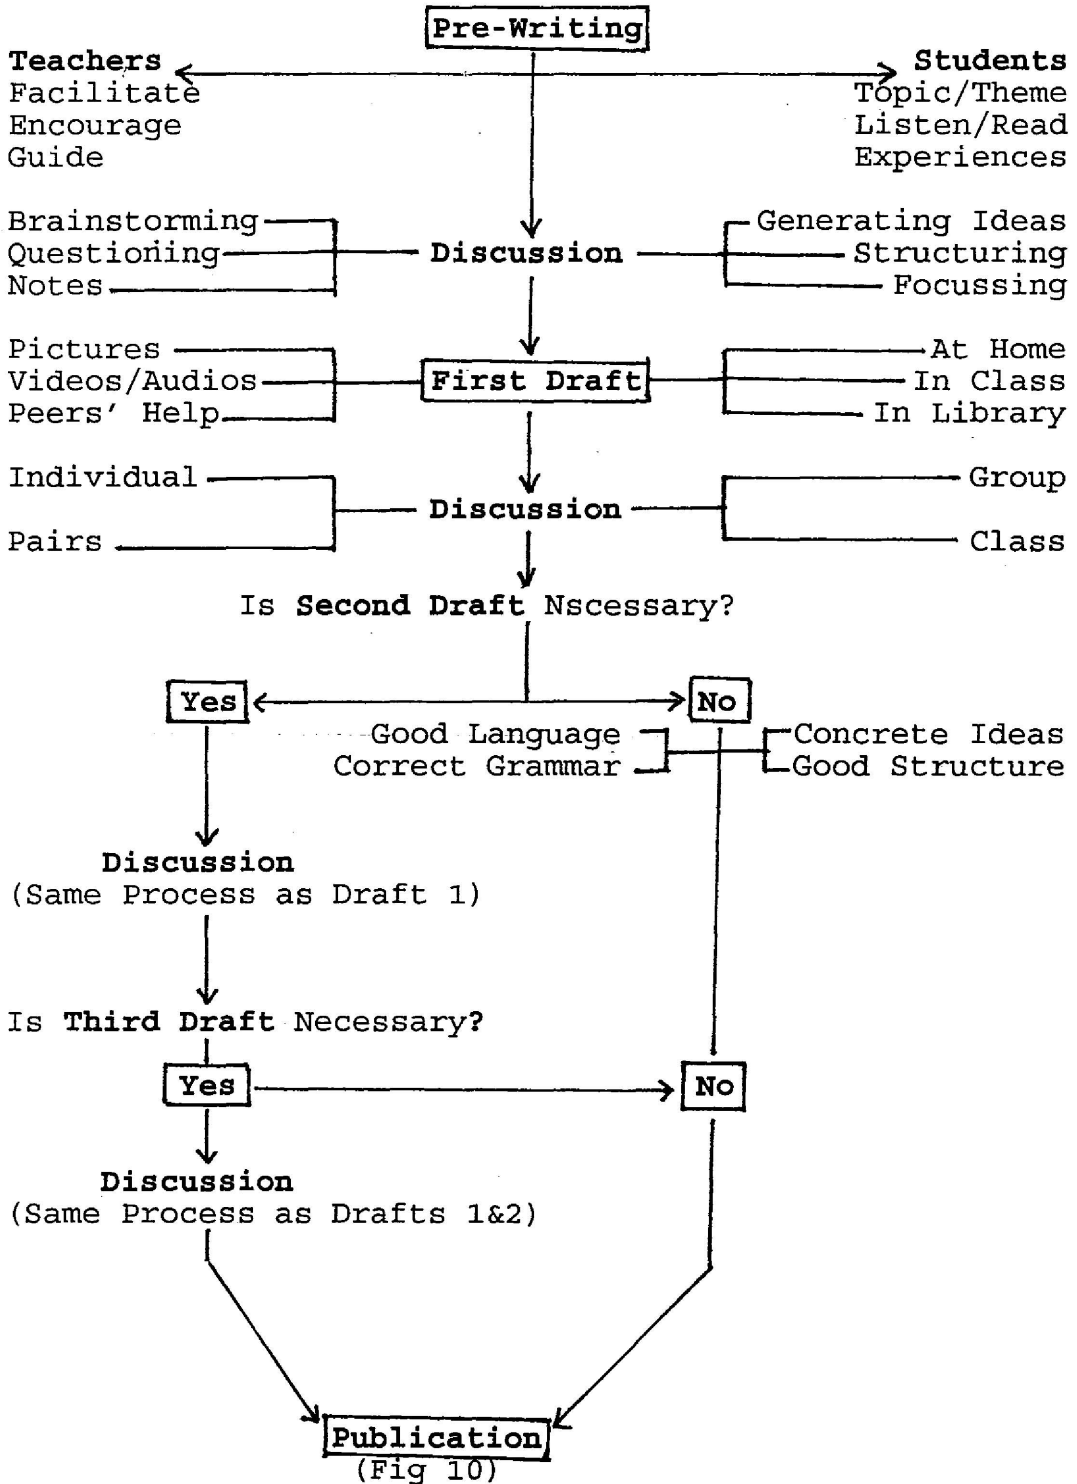 Pre-Writing
Teachers Students
Facilitate Topic/Theme
Encourage Listen/Read
Guide Experiences
Brainstorming Generating Ideas
Questioning Discussion Structuring
Notes Focussing
Pictures At Home
Videos/Audios First Draft In Class
Peers' Help In Library
Individual Group
Discussion
Pairs Class
Is Second Draft Nscessary?
Yes No
Good Language Concrete Ideas
Correct Grammar Good Structure
Discussion
(Same Process as Draft 1)
Is Third Draft Necessary?
Yes No
Discussion
(Same Process as Drafts 1&2)
Publication
(Fig 10)